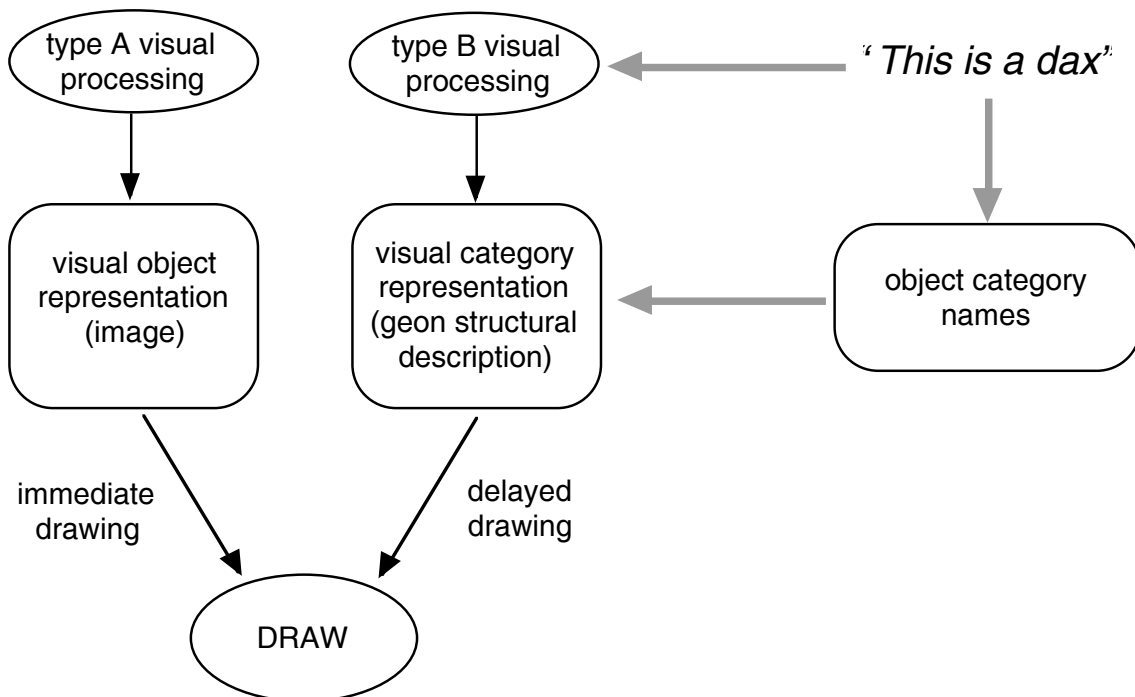 type A visual
processing
type B visual
processing
“ This is a dax”
visual object
representation
(image)
visual category
representation
(geon structural
description)
object category
names
immediate
drawing
delayed
drawing
DRAW